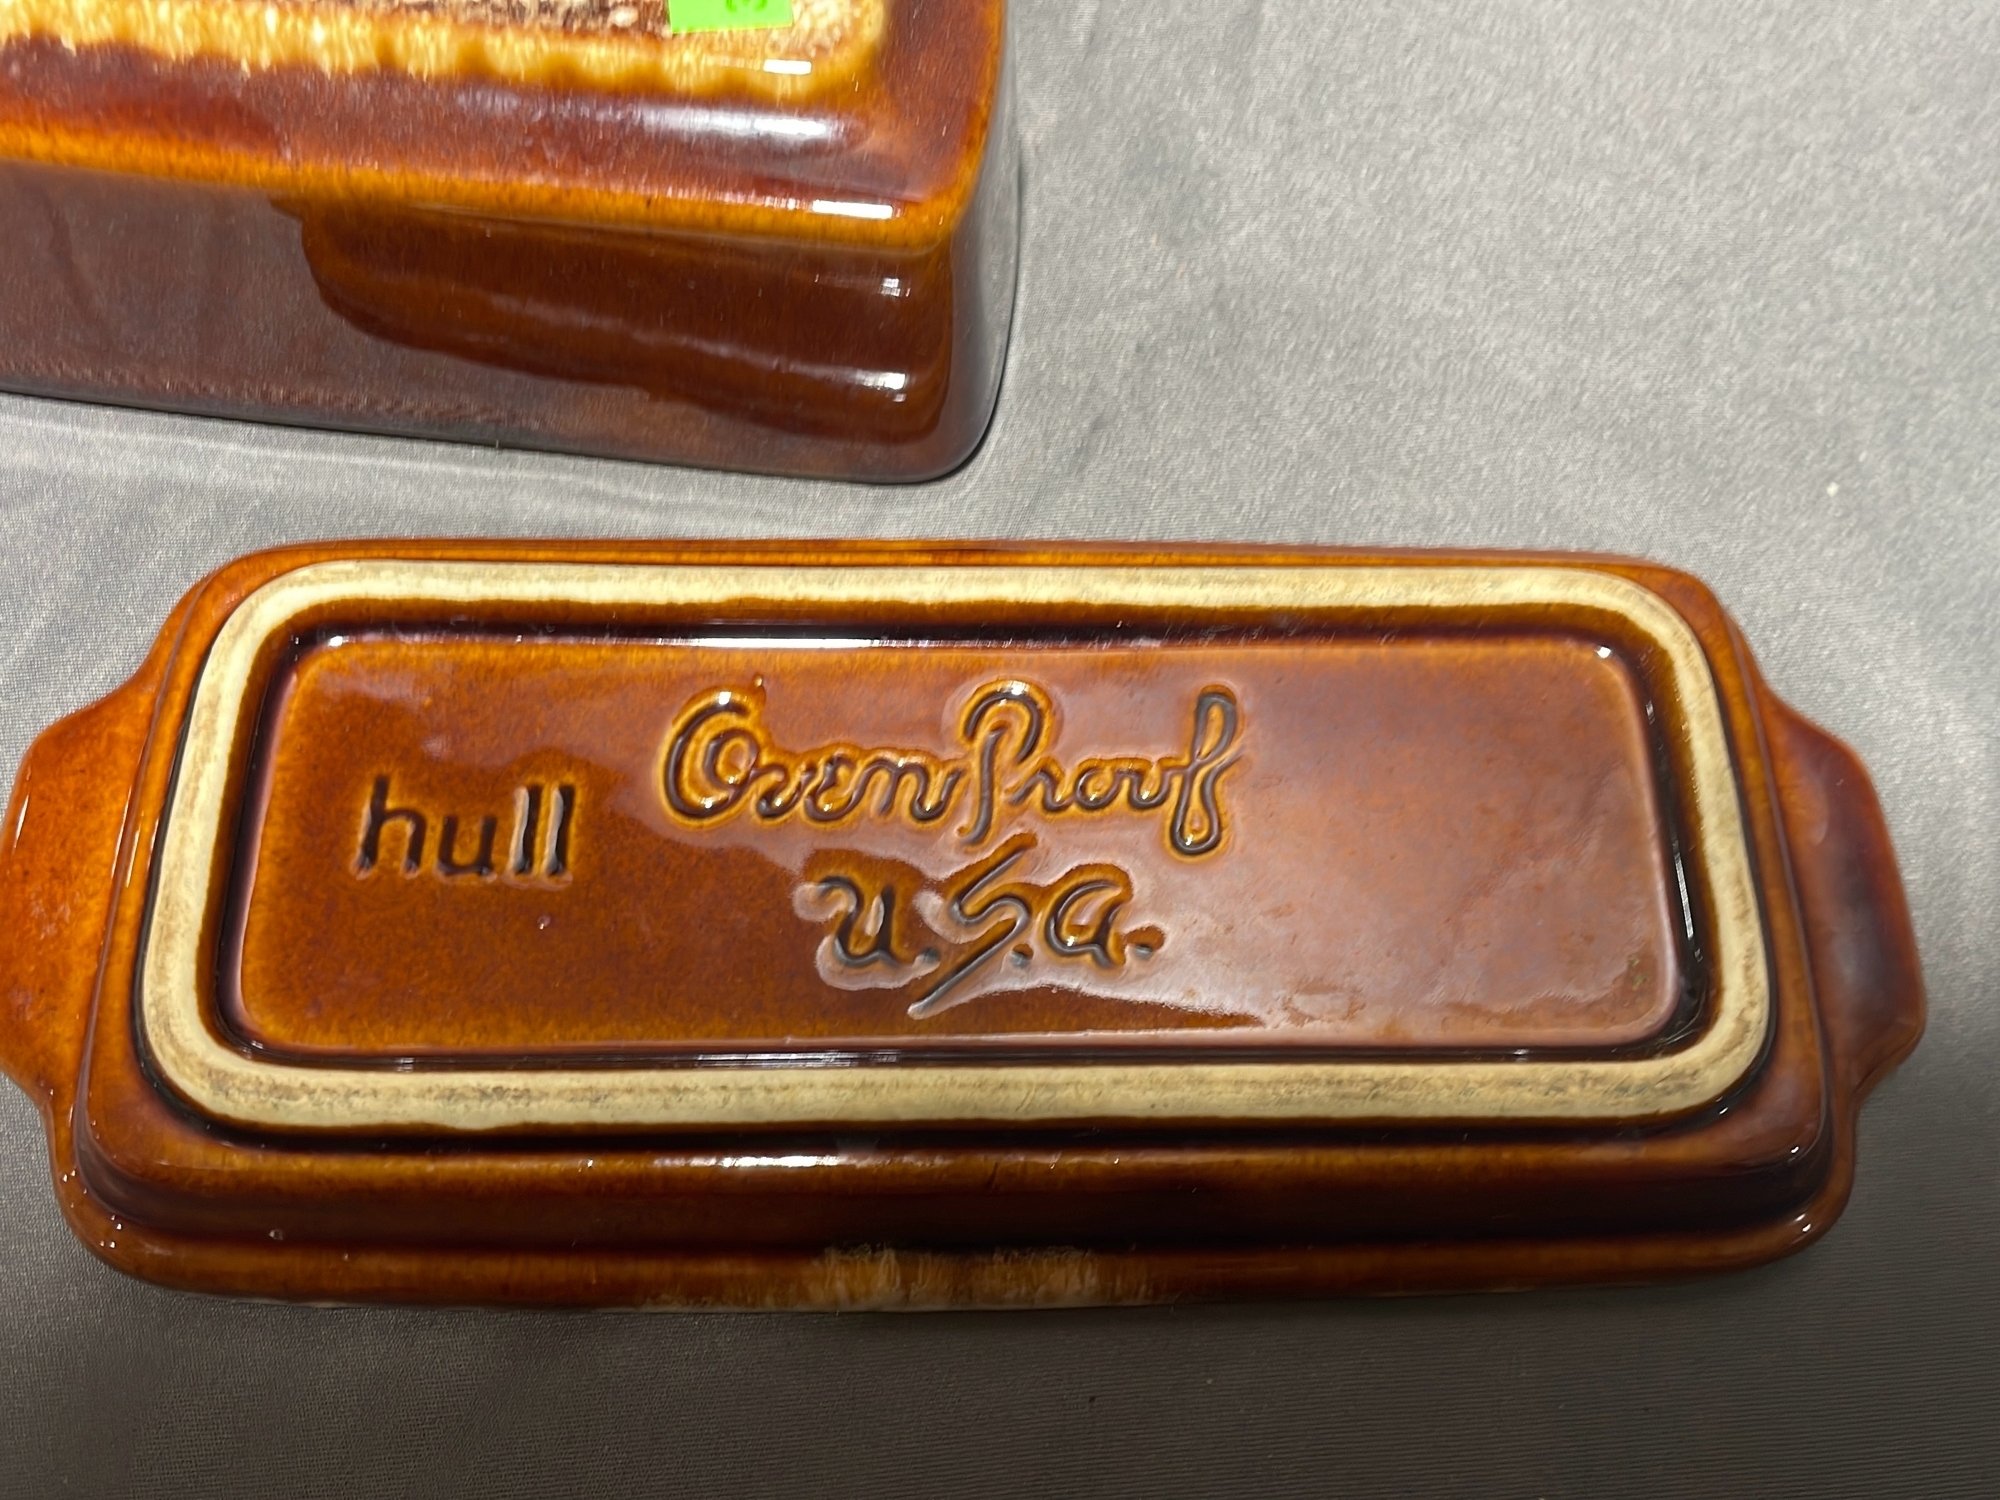 hull
Oven Proof
U.S.A.